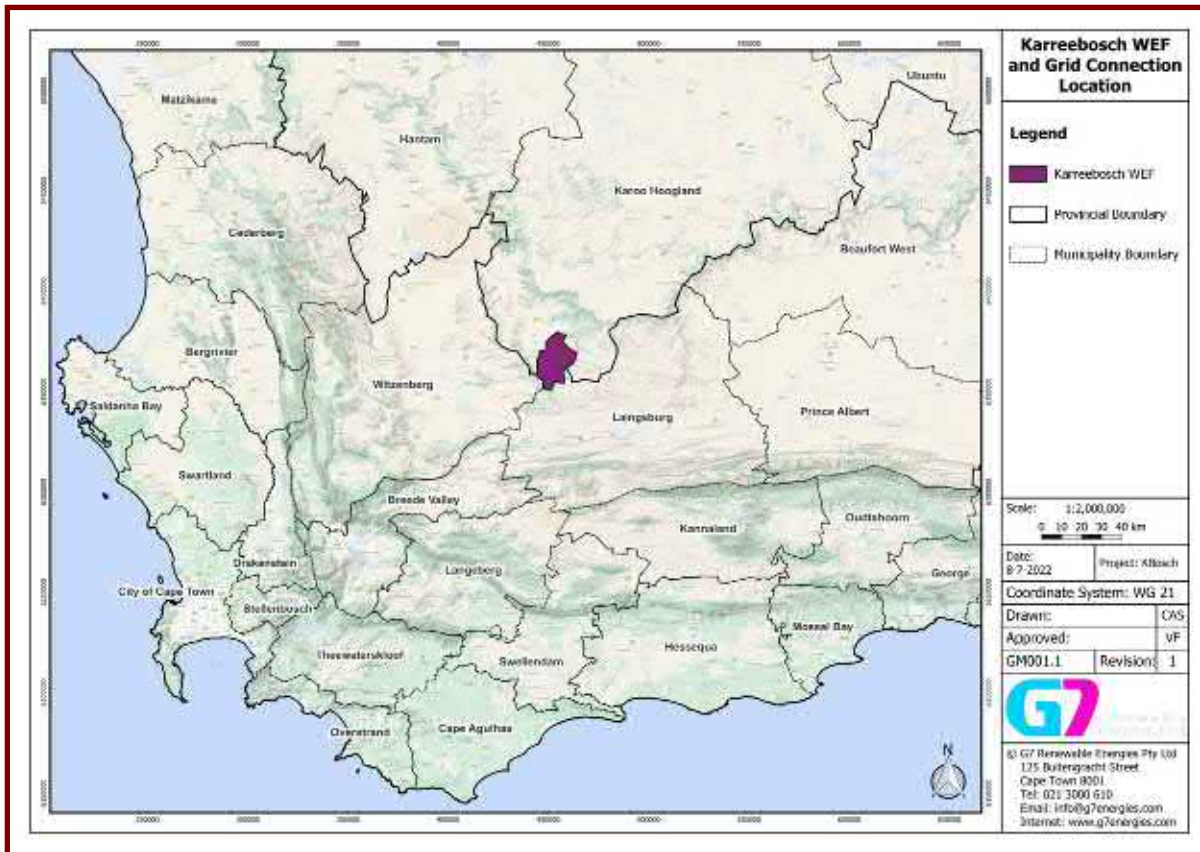 Karreebosch WEF
and Grid Connection
Location
Legend
Karreebosch WEF
Provincial Boundary
Municipality Boundary
Matzikama
Hantam
Ubuntu
Karoo Hoogland
Cederberg
Beaufort West
Bergrivier
Witzenberg
Saldanha Bay
Laingsburg
Prince Albert
Swartland
Breede Valley
Kannaland
Oudtshoorn
Drakenstein
Langeberg
George
City of Cape Town
Stellenbosch
Mossel Bay
Theewaterskloof
Swellendam
Hessequa
Overstrand
Cape Agulhas
N
Scale: 1:2,000,000
0 10 20 30 40 km
Date:
8-7-2022
Project: KBosch
Coordinate System: WG 21
Drawn: CAS
Approved: VF
GM001.1 Revision: 1
G7
© G7 Renewable Energies Pty Ltd
125 Buitengracht Street
Cape Town 8001
Tel: 021 3000 610
Email: info@g7energies.com
Internet: www.g7energies.com